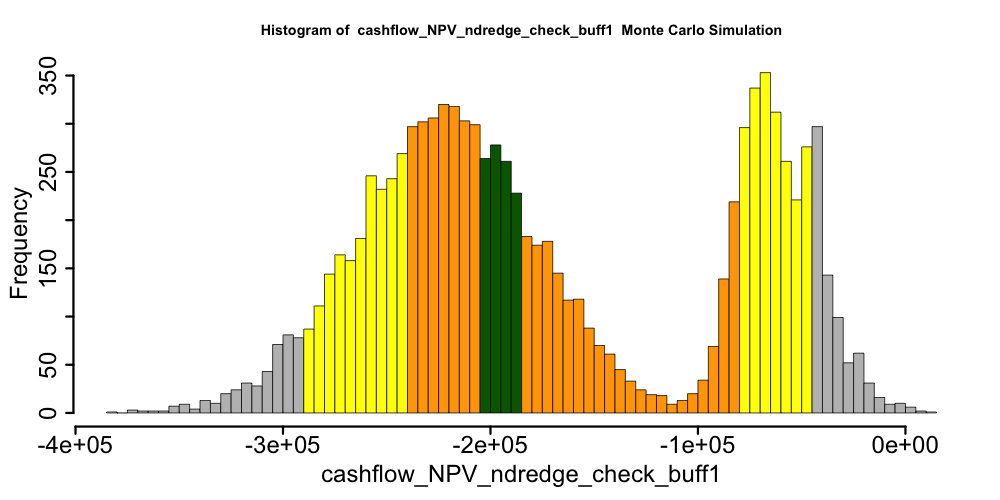 Histogram of  cashflow_NPV_ndredge_check_buff1  Monte Carlo Simulation
Frequency
350
250
150
50
0
-4e+05 -3e+05 -2e+05 -1e+05 0e+00
cashflow_NPV_ndredge_check_buff1